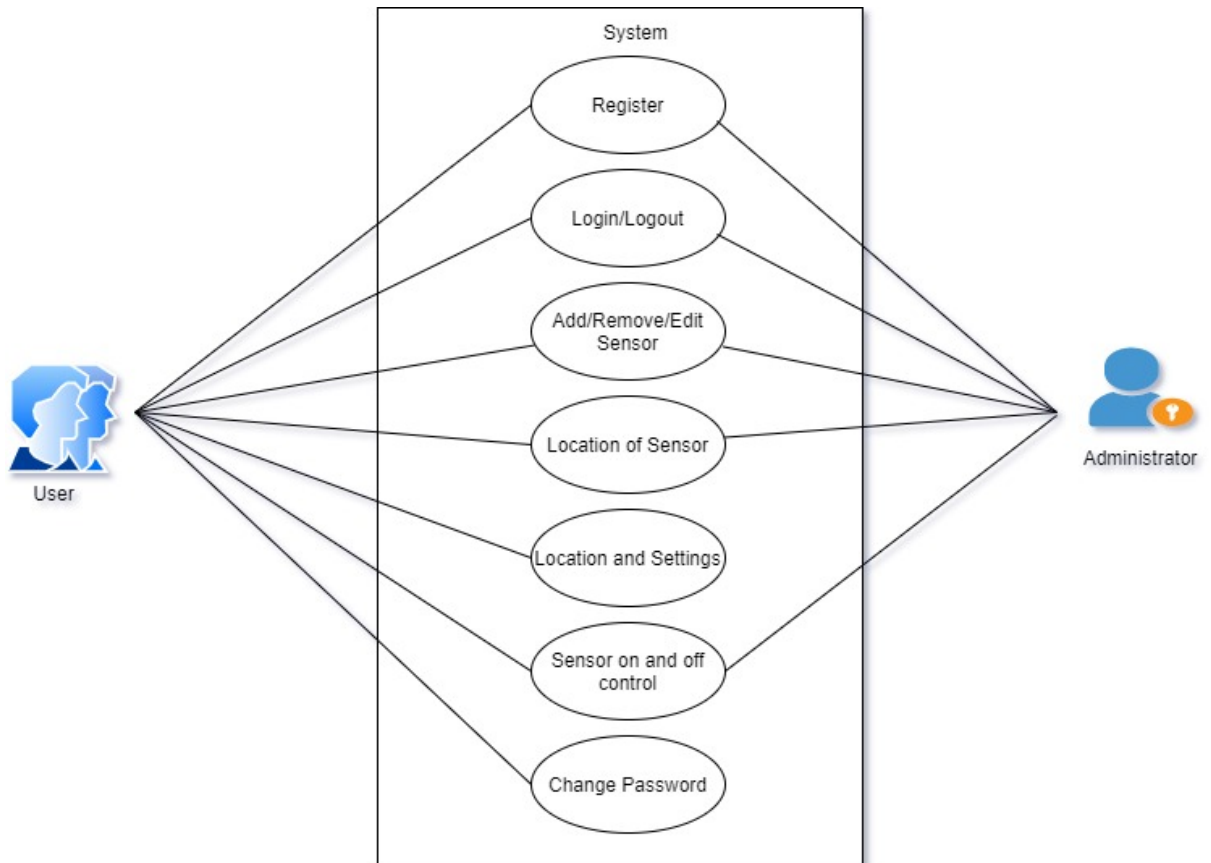 System
Register
Login/Logout
Add/Remove/Edit
Sensor
Location of Sensor
User
Administrator
Location and Settings
Sensor on and off
control
Change Password